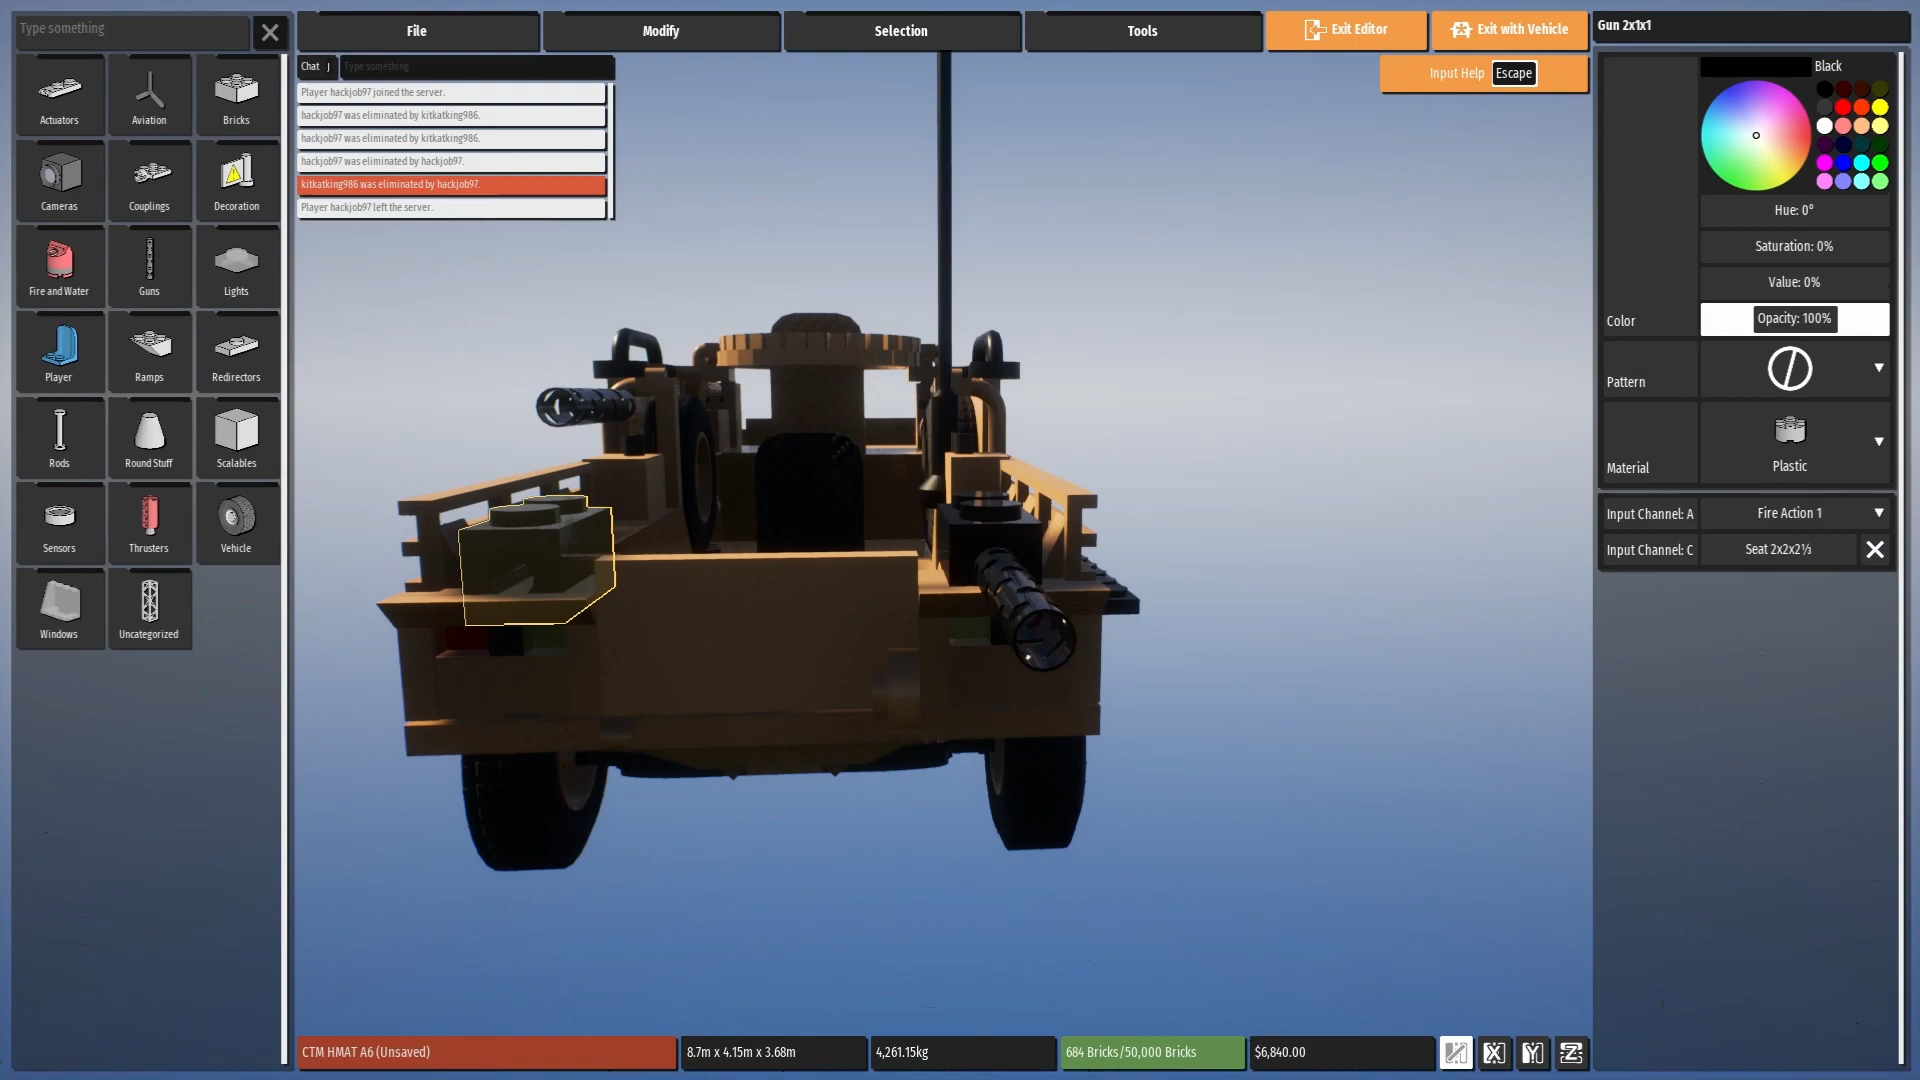 Type something
File
Modify
Selection
Tools
Exit Editor
Exit with Vehicle
Gun 2x1x1
Chat J
Type something
Input Help Escape
Player hackjob97 joined the server.
hackjob97 was eliminated by kitkatking986.
hackjob97 was eliminated by kitkatking986.
hackjob97 was eliminated by hackjob97.
kitkatking986 was eliminated by hackjob97.
Player hackjob97 left the server.
Actuators
Aviation
Bricks
Cameras
Couplings
Decoration
Fire and Water
Guns
Lights
Player
Ramps
Redirectors
Rods
Round Stuff
Scalables
Sensors
Thrusters
Vehicle
Windows
Uncategorized
Black
Hue: 0°
Saturation: 0%
Value: 0%
Color
Opacity: 100%
Pattern
Material
Plastic
Input Channel: A
Fire Action 1
Input Channel: C
Seat 2x2x2⅓
CTM HMAT A6 (Unsaved)
8.7m x 4.15m x 3.68m
4,261.15kg
684 Bricks/50,000 Bricks
$6,840.00
X
Y
Z